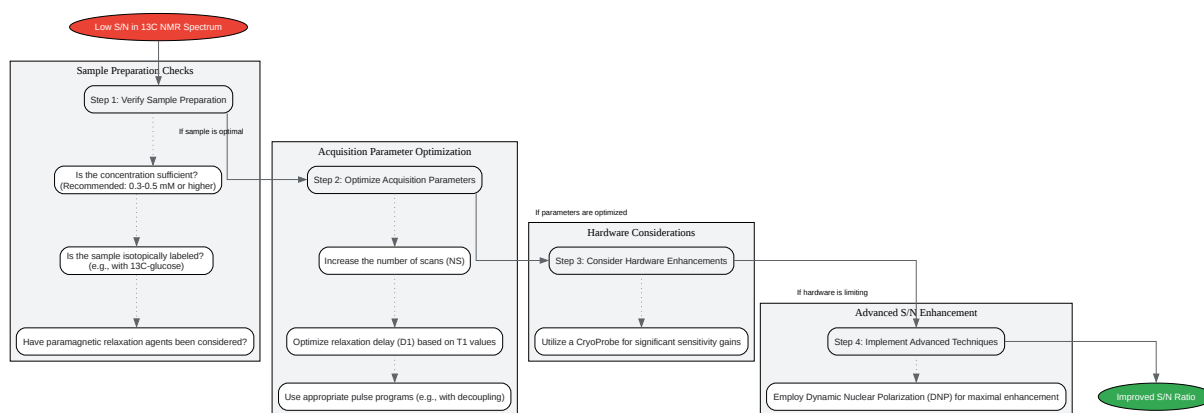 Low S/N in 13C NMR Spectrum
Sample Preparation Checks
Step 1: Verify Sample Preparation
If sample is optimal
Is the concentration sufficient?
(Recommended: 0.3-0.5 mM or higher)
Is the sample isotopically labeled?
(e.g., with 13C-glucose)
Have paramagnetic relaxation agents been considered?
Acquisition Parameter Optimization
Step 2: Optimize Acquisition Parameters
If parameters are optimized
Increase the number of scans (NS)
Optimize relaxation delay (D1) based on T1 values
Use appropriate pulse programs (e.g., with decoupling)
Hardware Considerations
Step 3: Consider Hardware Enhancements
If hardware is limiting
Utilize a CryoProbe for significant sensitivity gains
Advanced S/N Enhancement
Step 4: Implement Advanced Techniques
Employ Dynamic Nuclear Polarization (DNP) for maximal enhancement
Improved S/N Ratio